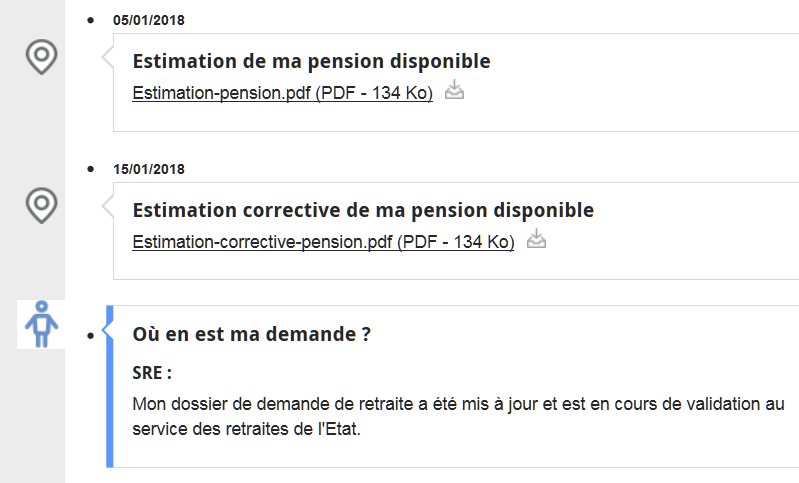 05/01/2018
Estimation de ma pension disponible
Estimation-pension.pdf (PDF - 134 Ko)
15/01/2018
Estimation corrective de ma pension disponible
Estimation-corrective-pension.pdf (PDF - 134 Ko)
Où en est ma demande ?
SRE :
Mon dossier de demande de retraite a été mis à jour et est en cours de validation au
service des retraites de l'Etat.